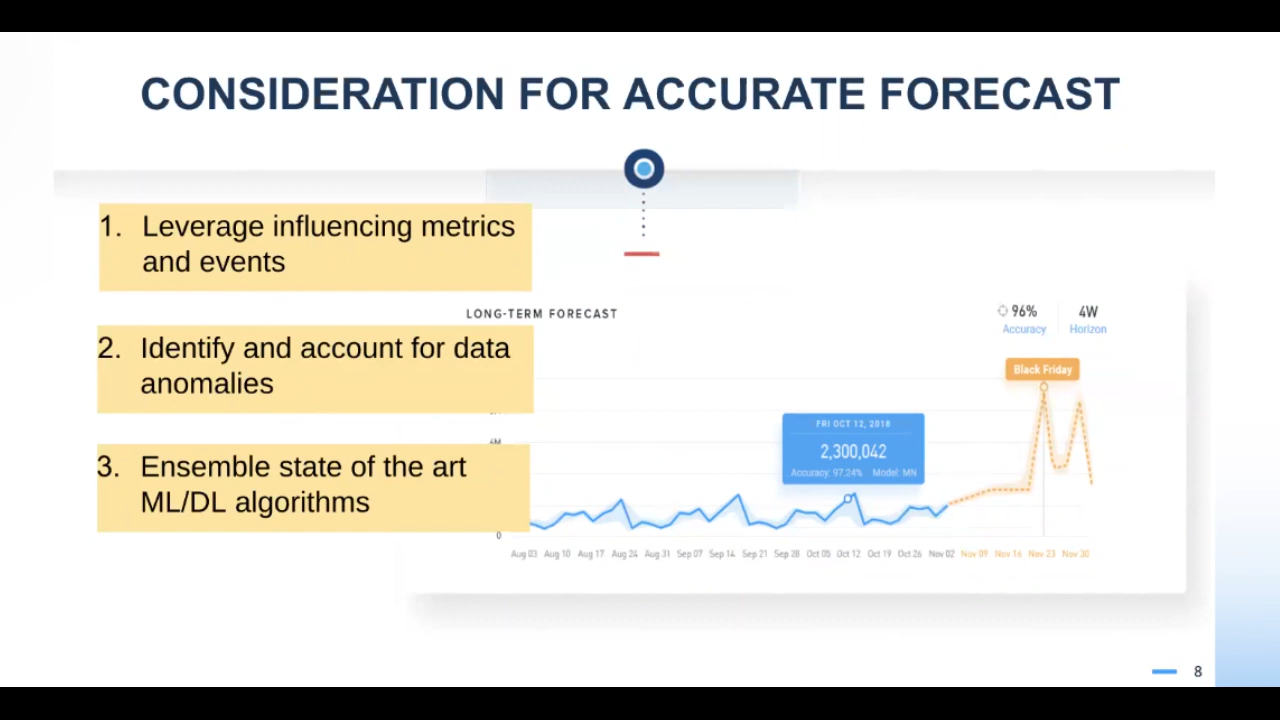 CONSIDERATION FOR ACCURATE FORECAST
1. Leverage influencing metrics
and events
2. Identify and account for data
anomalies
3. Ensemble state of the art
ML/DL algorithms
LONG-TERM FORECAST
96%
Accuracy
4W
Horizon
Black Friday
FRI OCT 12, 2018
2,300,042
Accuracy: 97.24% Model: MN
0
Aug 03 Aug 10 Aug 17 Aug 24 Aug 31 Sep 07 Sep 14 Sep 21 Sep 28 Oct 05 Oct 12 Oct 19 Oct 26 Nov 02 Nov 09 Nov 16 Nov 23 Nov 30
8